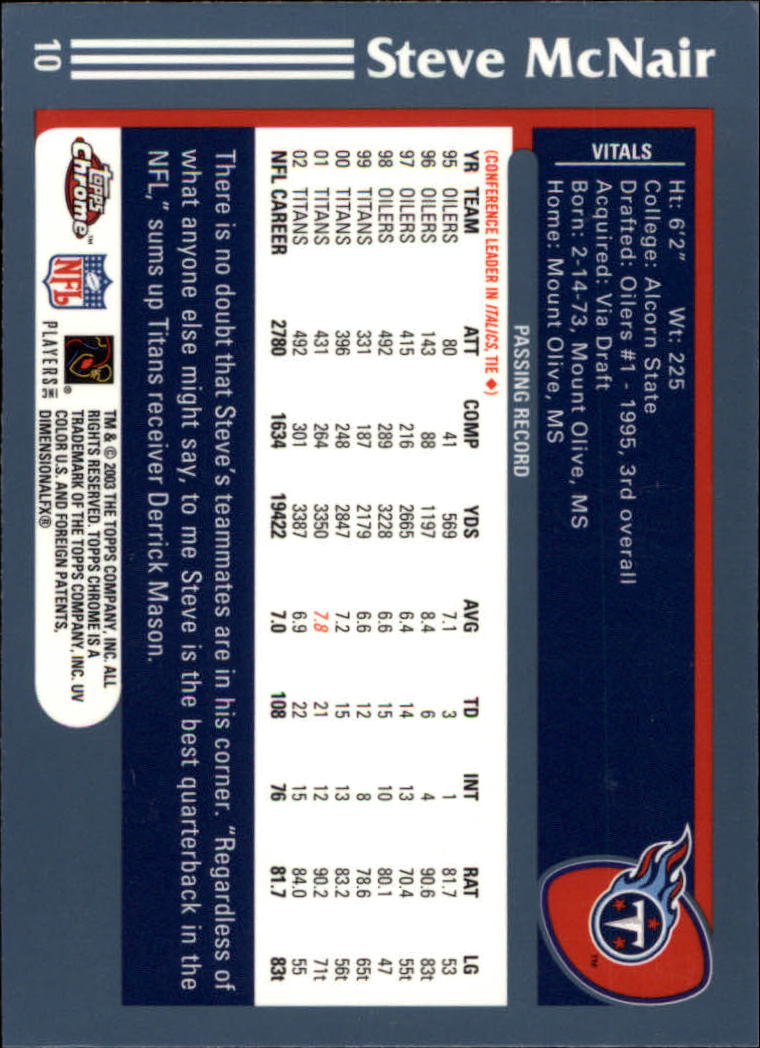 10 Steve McNair
VITALS
Ht: 6'2" Wt: 225
College: Alcorn State
Drafted: Oilers #1 - 1995, 3rd overall
Acquired: Via Draft
Born: 2-14-73, Mount Olive, MS
Home: Mount Olive, MS
PASSING RECORD
(CONFERENCE LEADER IN ITALICS, TIE ♦)
YR TEAM ATT COMP YDS AVG TD INT RAT LG
95 OILERS 80 41 569 7.1 3 1 81.7 53
96 OILERS 143 88 1197 8.4 6 4 90.6 83t
97 OILERS 415 216 2665 6.4 14 13 70.4 55t
98 OILERS 492 289 3228 6.6 15 10 80.1 47
99 TITANS 331 187 2179 6.6 12 8 78.6 65t
00 TITANS 396 248 2847 7.2 15 13 83.2 56t
01 TITANS 431 264 3350 7.8 21 12 90.2 71t
02 TITANS 492 301 3387 6.9 22 15 84.0 55
NFL CAREER 2780 1634 19422 7.0 108 76 81.7 83t
There is no doubt that Steve's teammates are in his corner. "Regardless of
what anyone else might say, to me Steve is the best quarterback in the
NFL," sums up Titans receiver Derrick Mason.
topps Chrome™
NFL
PLAYERS INC
TM & © 2003 THE TOPPS COMPANY, INC. ALL
RIGHTS RESERVED. TOPPS CHROME IS A
TRADEMARK OF THE TOPPS COMPANY, INC. UV
COLOR U.S. AND FOREIGN PATENTS,
DIMENSIONALFX®
T
TM